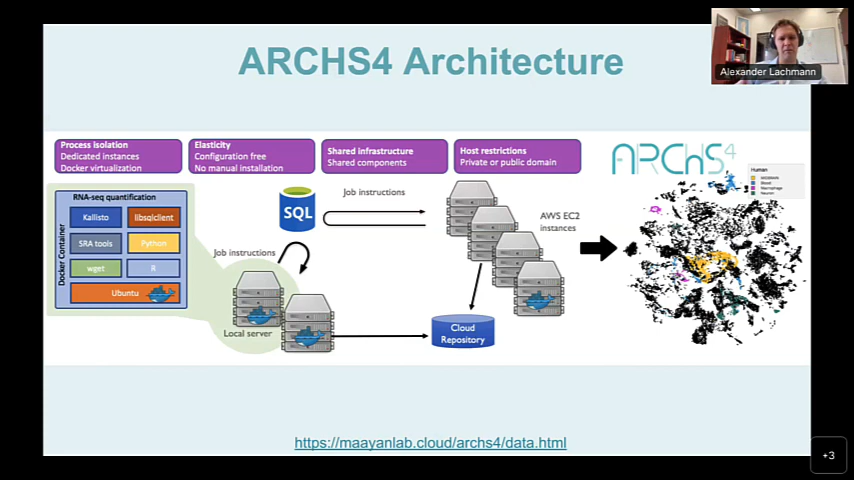 ARCHS4 Architecture
Alexander Lachmann
Process isolation
Dedicated instances
Docker virtualization
Elasticity
Configuration free
No manual installation
Shared infrastructure
Shared components
Host restrictions
Private or public domain
ARCHS4
Human
RNA-seq quantification
Kallisto
libsqlclient
SRA tools
Python
wget
R
Ubuntu
Docker Container
SQL
Job instructions
AWS EC2
instances
Job instructions
Local server
Cloud
Repository
https://maayanlab.cloud/archs4/data.html
+3